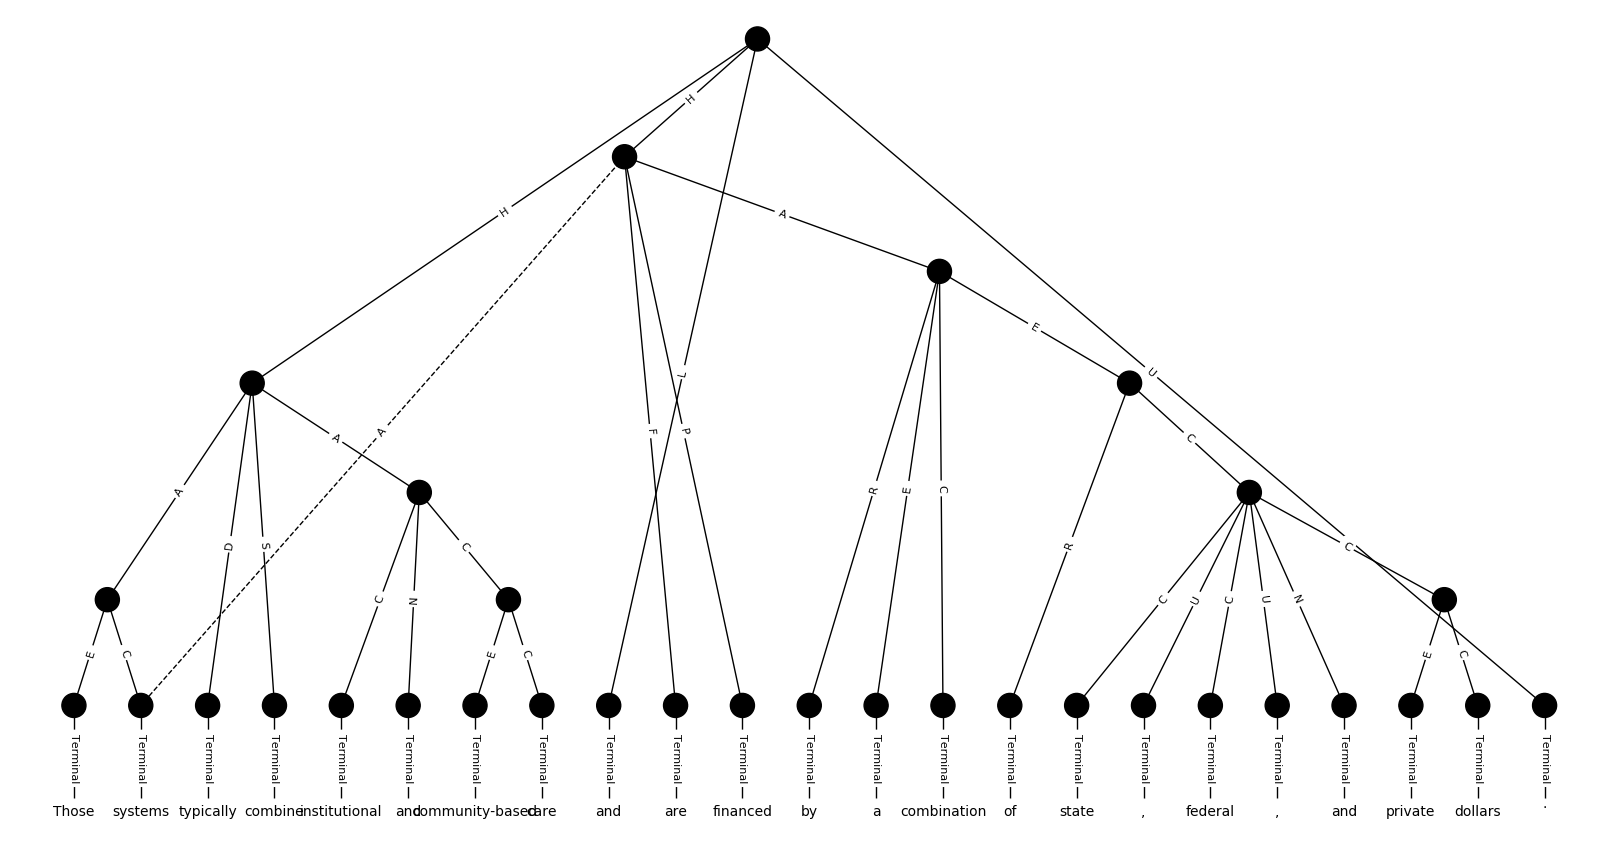 H
H
A
E
L
U
A
A
A
C
F
P
D
S
C
R
E
C
R
C
C
N
C
U
C
U
N
E
C
E
C
E
C
Terminal Terminal Terminal Terminal Terminal Terminal Terminal Terminal Terminal Terminal Terminal Terminal Terminal Terminal Terminal Terminal Terminal Terminal Terminal Terminal Terminal Terminal Terminal
Those systems typically combine institutional and community-based care and are financed by a combination of state , federal , and private dollars .